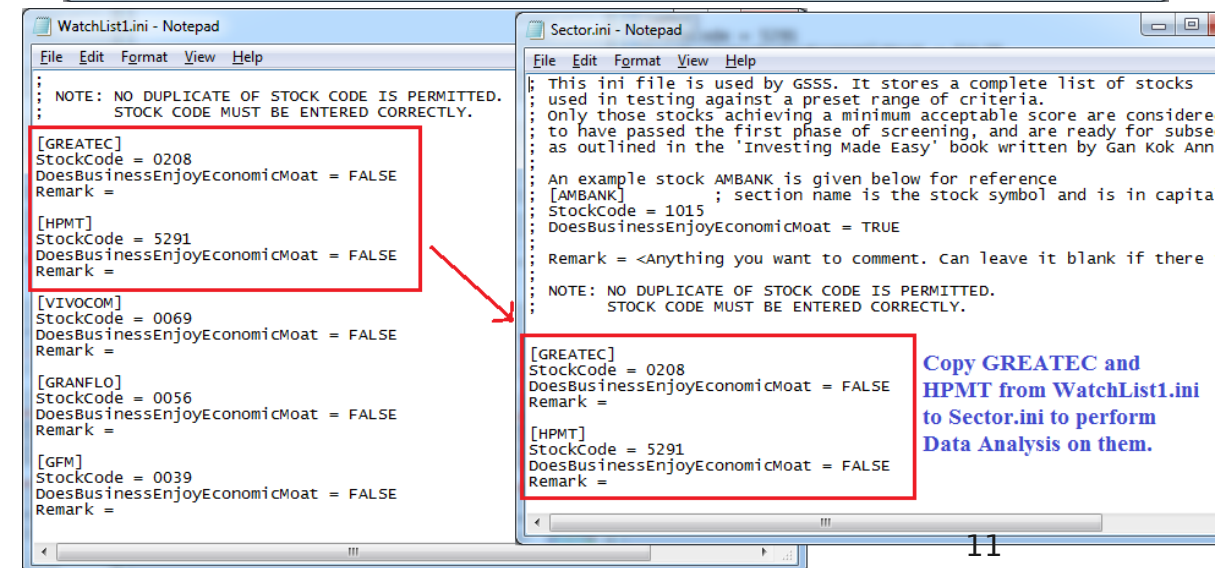 WatchList1.ini - Notepad
File Edit Format View Help
;
; NOTE: NO DUPLICATE OF STOCK CODE IS PERMITTED.
; STOCK CODE MUST BE ENTERED CORRECTLY.
[GREATEC]
StockCode = 0208
DoesBusinessEnjoyEconomicMoat = FALSE
Remark =
[HPMT]
StockCode = 5291
DoesBusinessEnjoyEconomicMoat = FALSE
Remark =
[VIVOCOM]
StockCode = 0069
DoesBusinessEnjoyEconomicMoat = FALSE
Remark =
[GRANFLO]
StockCode = 0056
DoesBusinessEnjoyEconomicMoat = FALSE
Remark =
[GFM]
StockCode = 0039
DoesBusinessEnjoyEconomicMoat = FALSE
Remark =
Sector.ini - Notepad
File Edit Format View Help
; This ini file is used by GSSS. It stores a complete list of stocks
; used in testing against a preset range of criteria.
; Only those stocks achieving a minimum acceptable score are considere
; to have passed the first phase of screening, and are ready for subse
; as outlined in the 'Investing Made Easy' book written by Gan Kok Ann
;
; An example stock AMBANK is given below for reference
; [AMBANK] ; section name is the stock symbol and is in capita
; StockCode = 1015
; DoesBusinessEnjoyEconomicMoat = TRUE
;
; Remark = <Anything you want to comment. Can leave it blank if there
;
; NOTE: NO DUPLICATE OF STOCK CODE IS PERMITTED.
; STOCK CODE MUST BE ENTERED CORRECTLY.
[GREATEC]
StockCode = 0208
DoesBusinessEnjoyEconomicMoat = FALSE
Remark =
[HPMT]
StockCode = 5291
DoesBusinessEnjoyEconomicMoat = FALSE
Remark =
Copy GREATEC and
HPMT from WatchList1.ini
to Sector.ini to perform
Data Analysis on them.
11